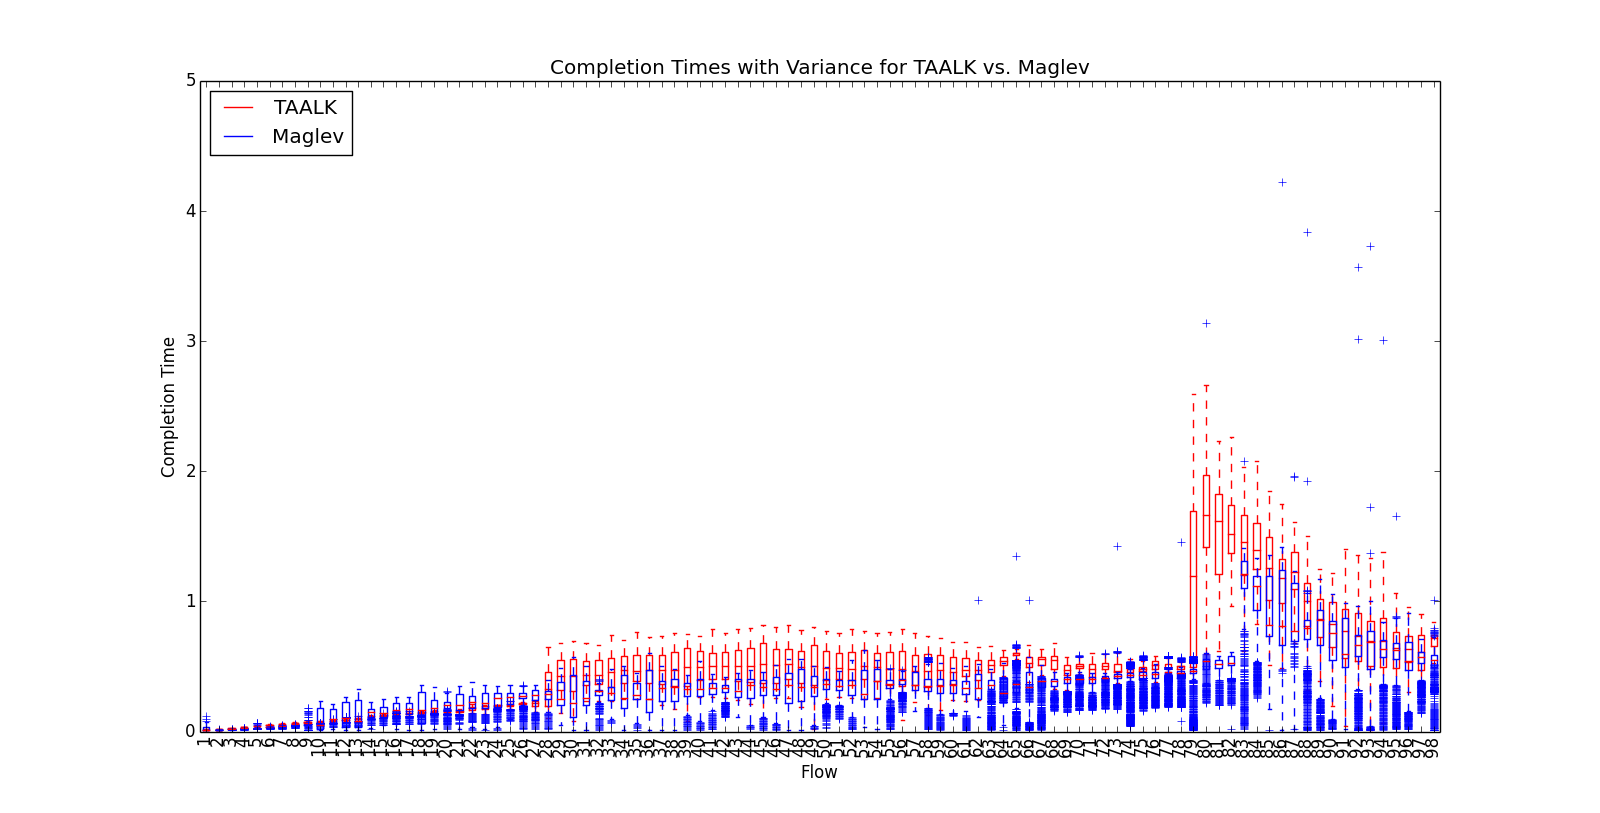 Completion Times with Variance for TAALK vs. Maglev
TAALK
Maglev
5
4
3
2
1
0
Completion Time
1 2 3 4 5 6 7 8 9 10 11 12 13 14 15 16 17 18 19 20 21 22 23 24 25 26 27 28 29 30 31 32 33 34 35 36 37 38 39 40 41 42 43 44 45 46 47 48 49 50 51 52 53 54 55 56 57 58 59 60 61 62 63 64 65 66 67 68 69 70 71 72 73 74 75 76 77 78 79 80 81 82 83 84 85 86 87 88 89 90 91 92 93 94 95 96 97 98
Flow